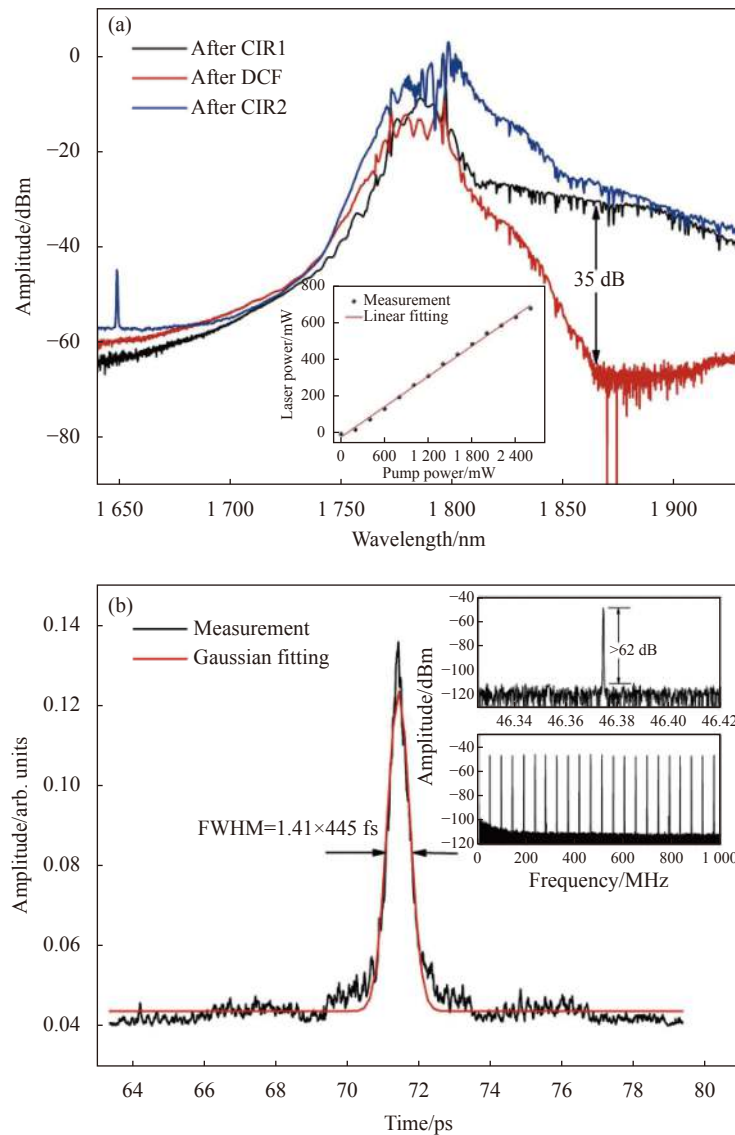 (a)
After CIR1
After DCF
After CIR2
Amplitude/dBm
0
−20
−40
−60
−80
35 dB
Measurement
Linear fitting
Laser power/mW
800
600
400
200
0
0 600 1 200 1 800 2 400
Pump power/mW
1 650 1 700 1 750 1 800 1 850 1 900
Wavelength/nm
(b)
Measurement
Gaussian fitting
Amplitude/arb. units
0.14
0.12
0.10
0.08
0.06
0.04
FWHM=1.41×445 fs
Amplitude/dBm
−40
−60
−80
−100
−120
>62 dB
46.34 46.36 46.38 46.40 46.42
−40
−60
−80
−100
−120
0 200 400 600 800 1 000
Frequency/MHz
64 66 68 70 72 74 76 78 80
Time/ps